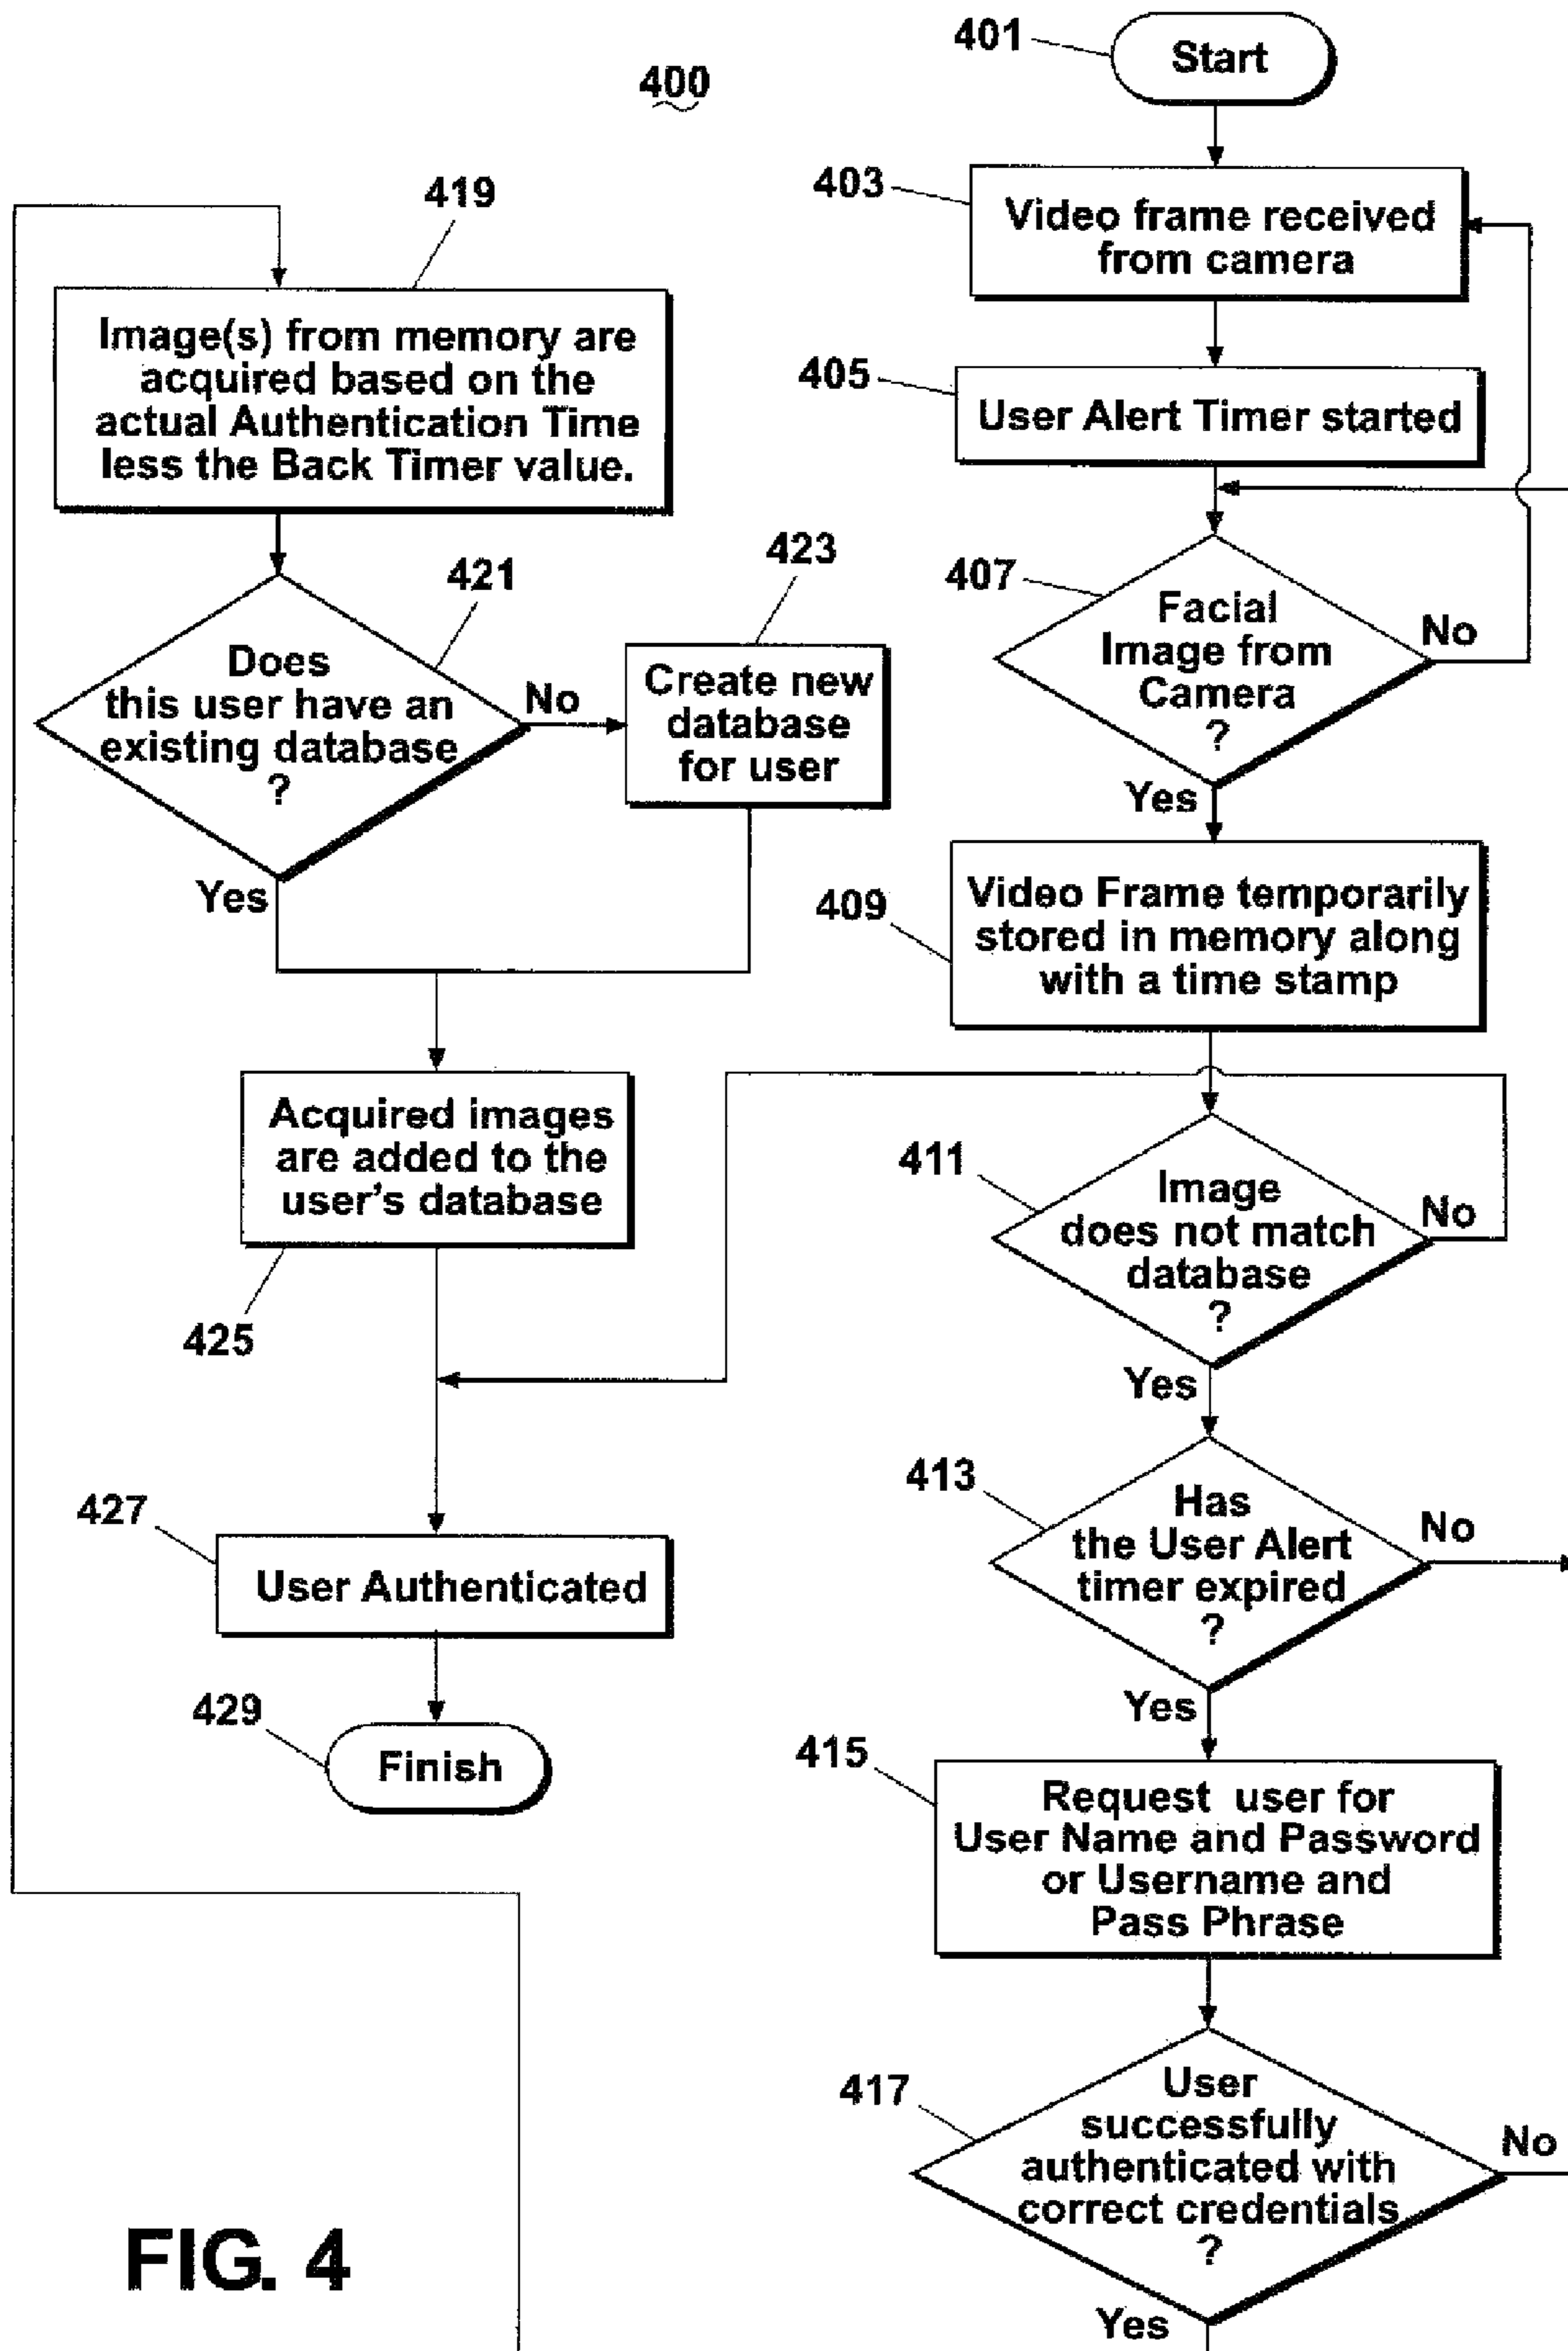 400
401
Start
403
Video frame received
from camera
405
User Alert Timer started
407
Facial
Image from
Camera
?
No
Yes
409
Video Frame temporarily
stored in memory along
with a time stamp
411
Image
does not match
database
?
No
Yes
413
Has
the User Alert
timer expired
?
No
Yes
415
Request user for
User Name and Password
or Username and
Pass Phrase
417
User
successfully
authenticated with
correct credentials
?
No
Yes
419
Image(s) from memory are
acquired based on the
actual Authentication Time
less the Back Timer value.
421
Does
this user have an
existing database
?
No
Yes
423
Create new
database
for user
Acquired images
are added to the
user's database
425
427
User Authenticated
429
Finish
FIG. 4